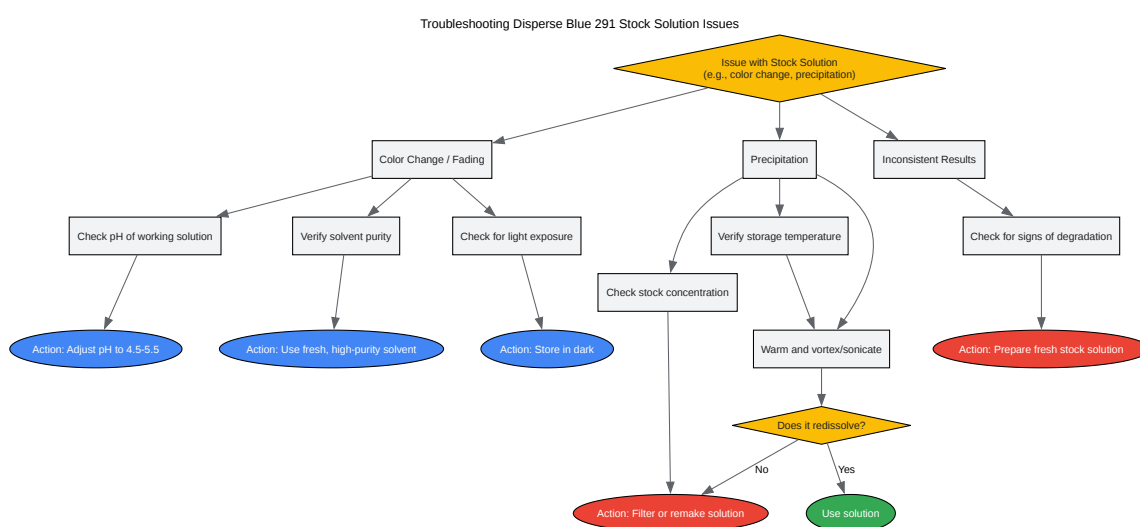 Troubleshooting Disperse Blue 291 Stock Solution Issues
Issue with Stock Solution
(e.g., color change, precipitation)
Color Change / Fading
Precipitation
Inconsistent Results
Check pH of working solution
Verify solvent purity
Check for light exposure
Verify storage temperature
Check for signs of degradation
Check stock concentration
Action: Adjust pH to 4.5-5.5
Action: Use fresh, high-purity solvent
Action: Store in dark
Warm and vortex/sonicate
Action: Prepare fresh stock solution
Does it redissolve?
No
Yes
Action: Filter or remake solution
Use solution